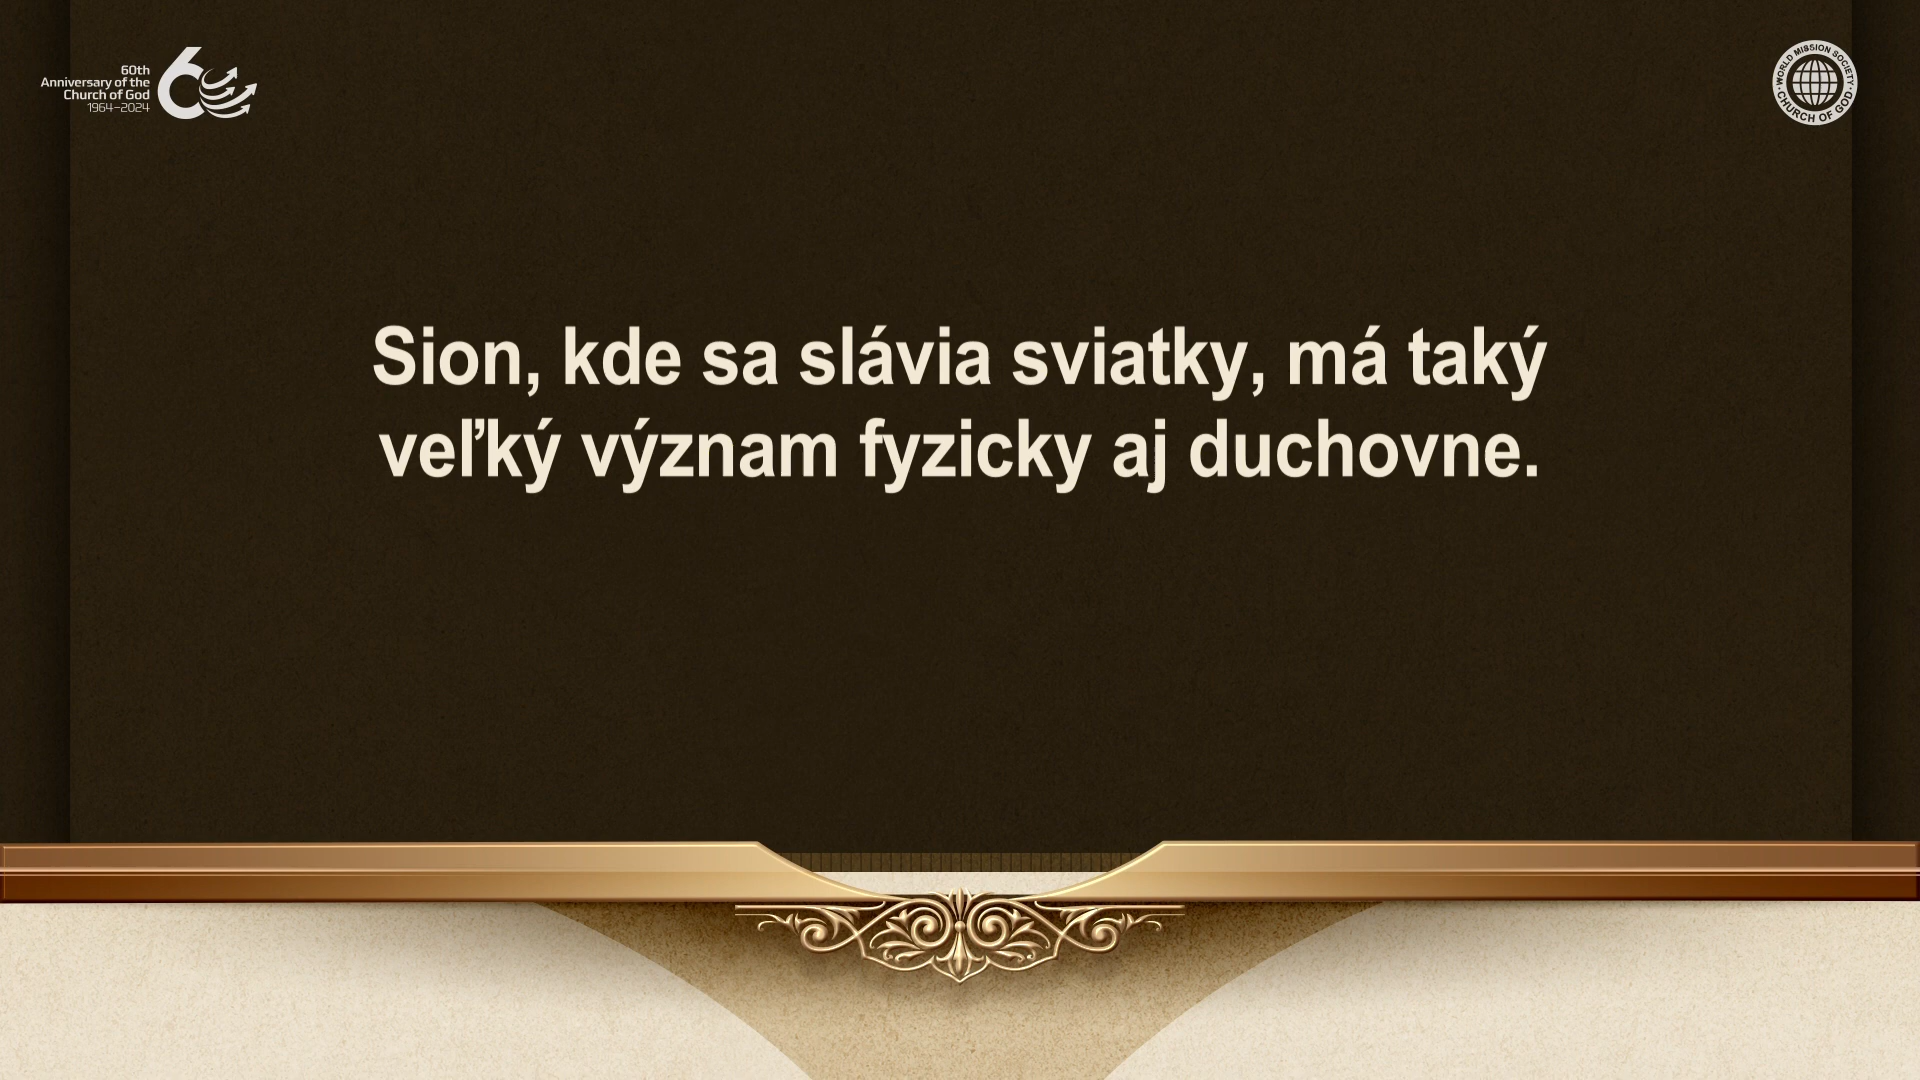 60th
Anniversary of the
Church of God
1964–2024
WORLD MISSION SOCIETY
CHURCH OF GOD
Sion, kde sa slávia sviatky, má taký
veľký význam fyzicky aj duchovne.